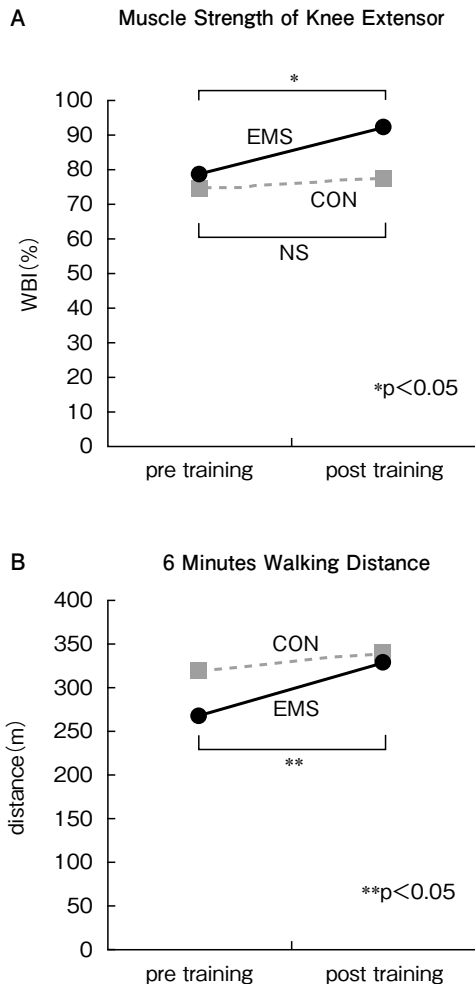 A Muscle Strength of Knee Extensor
*
100
90
80
70
60
50
40
30
20
10
0
WBI(%)
EMS
CON
NS
*p<0.05
pre training post training
B 6 Minutes Walking Distance
400
350
300
250
200
150
100
50
0
distance(m)
CON
EMS
**
**p<0.05
pre training post training